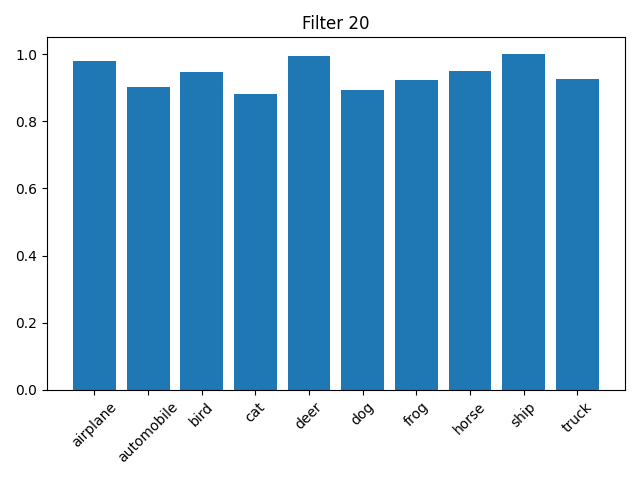 Filter 20
1.0
0.8
0.6
0.4
0.2
0.0
airplane
automobile
bird
cat
deer
dog
frog
horse
ship
truck